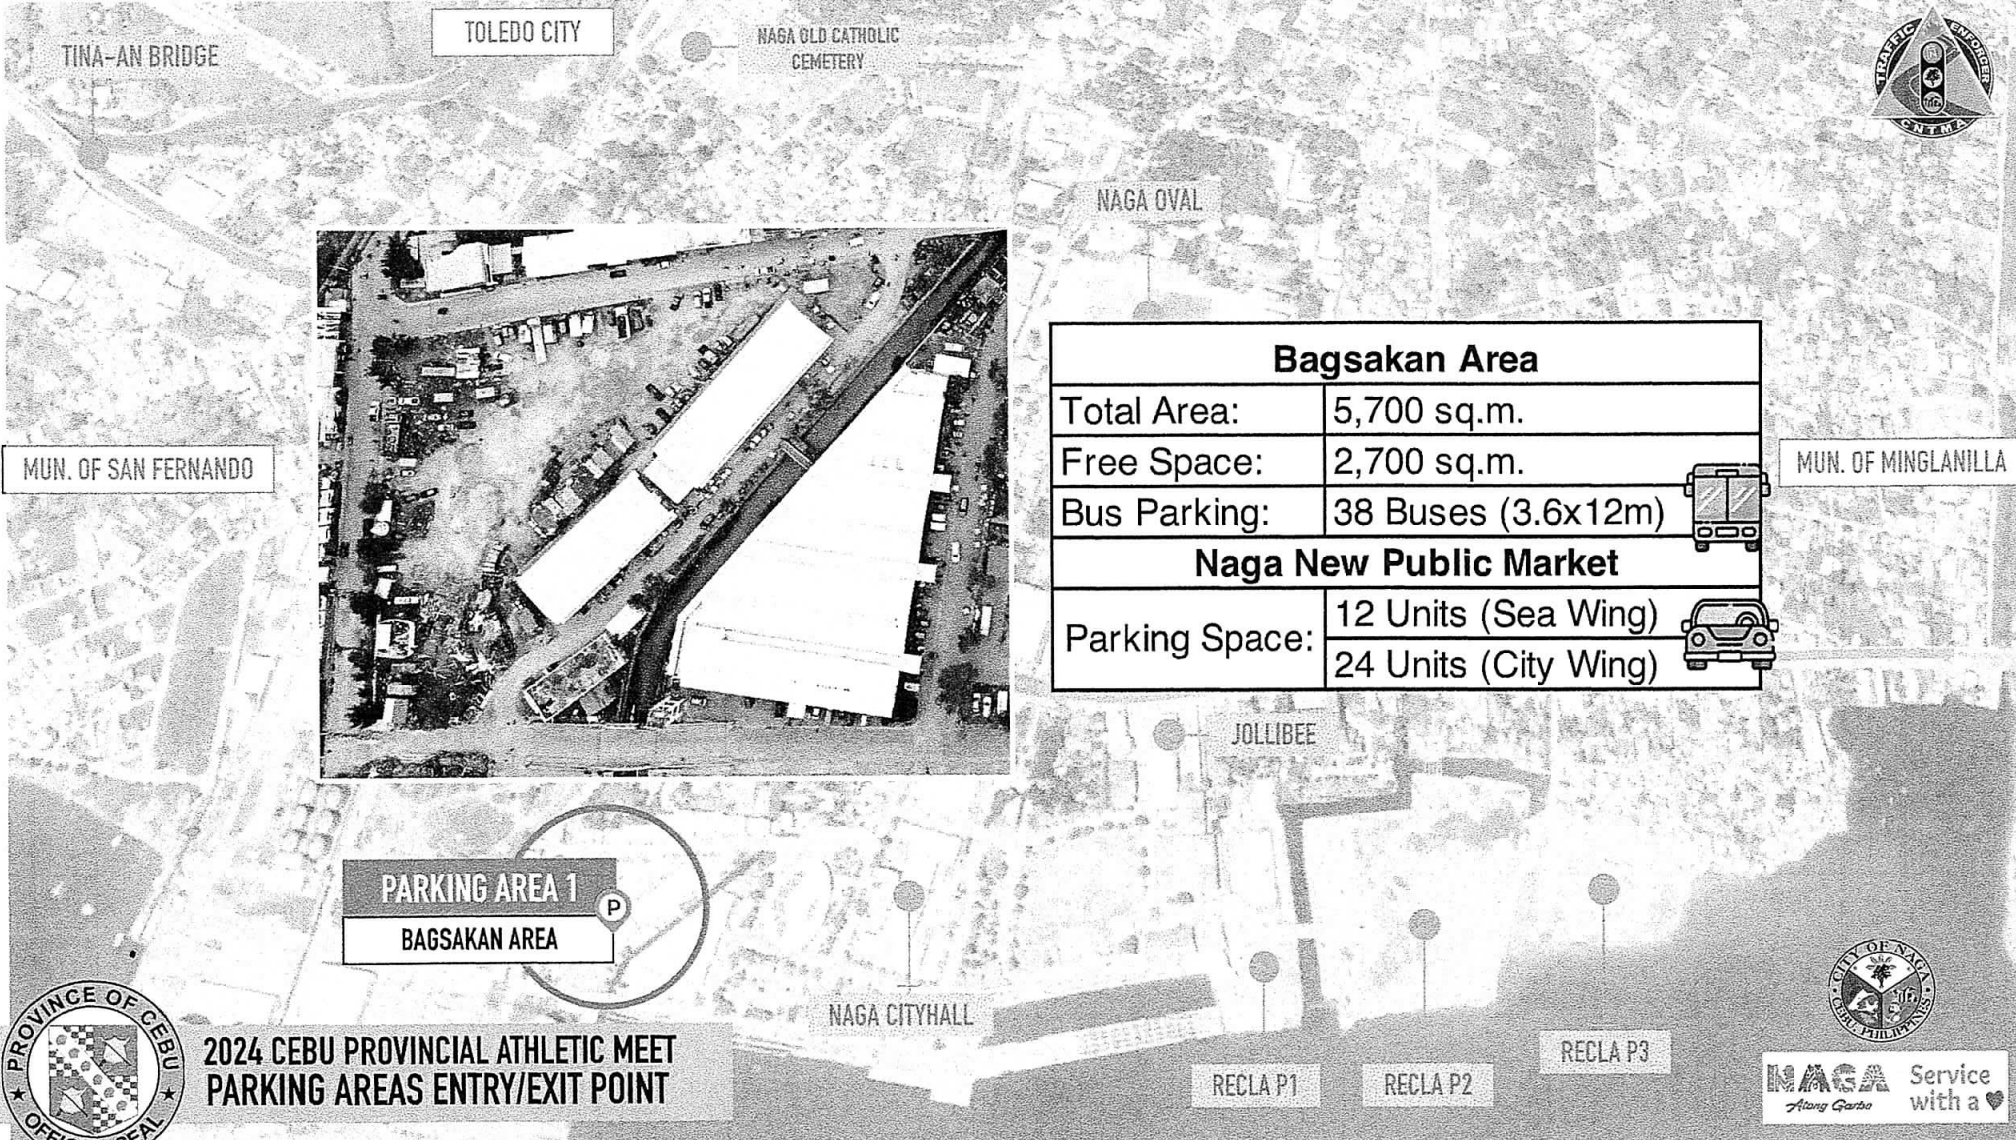 TINA-AN BRIDGE
TOLEDO CITY
NAGA OLD CATHOLIC
CEMETERY
TRAFFIC ENFORCER
CNTMA
NAGA OVAL
MUN. OF SAN FERNANDO
Bagsakan Area
Total Area: 5,700 sq.m.
Free Space: 2,700 sq.m.
Bus Parking: 38 Buses (3.6x12m)
Naga New Public Market
Parking Space: 12 Units (Sea Wing)
24 Units (City Wing)
MUN. OF MINGLANILLA
JOLLIBEE
PARKING AREA 1
P
BAGSAKAN AREA
NAGA CITYHALL
RECLA P1
RECLA P2
RECLA P3
PROVINCE OF CEBU
2024 CEBU PROVINCIAL ATHLETIC MEET
PARKING AREAS ENTRY/EXIT POINT
CITY OF NAGA
CEBU, PHILIPPINES
NAGA
Atong Garbo
Service
with a